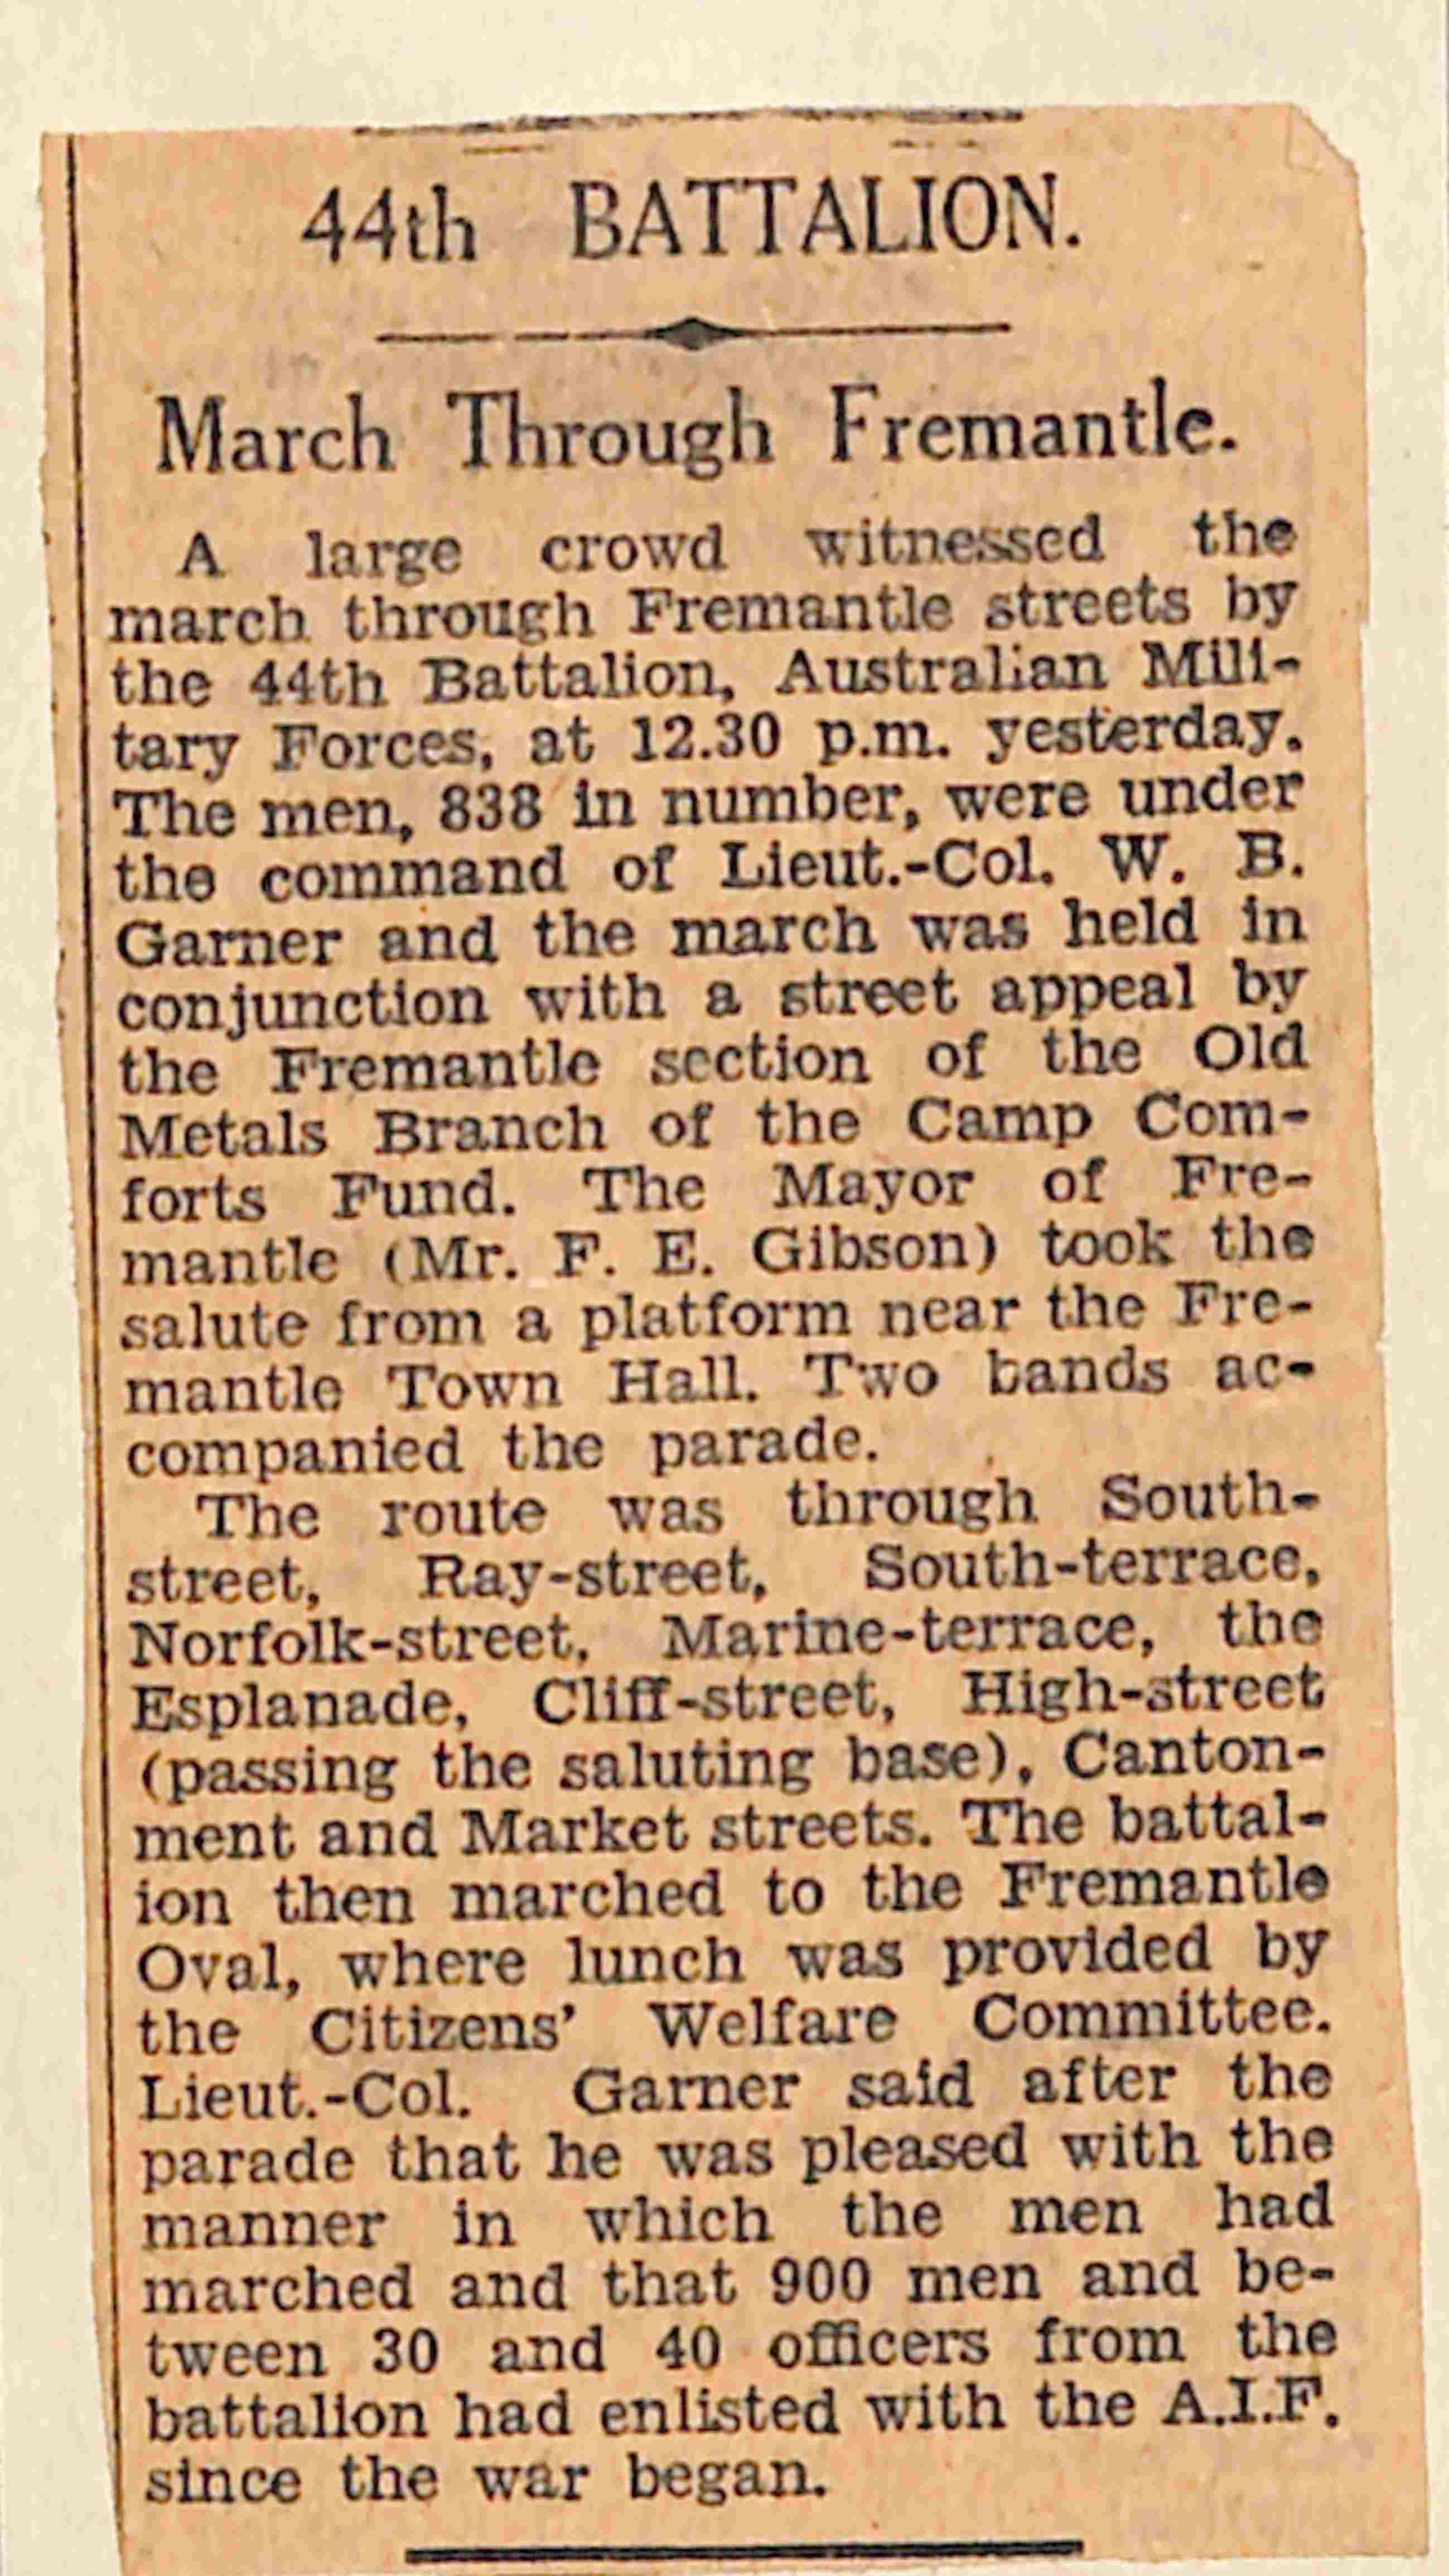 44th BATTALION.
March Through Fremantle.
A large crowd witnessed the
march through Fremantle streets by
the 44th Battalion, Australian Mili-
tary Forces, at 12.30 p.m. yesterday.
The men, 838 in number, were under
the command of Lieut.-Col. W. B.
Garner and the march was held in
conjunction with a street appeal by
the Fremantle section of the Old
Metals Branch of the Camp Com-
forts Fund. The Mayor of Fre-
mantle (Mr. F. E. Gibson) took the
salute from a platform near the Fre-
mantle Town Hall. Two bands ac-
companied the parade.
The route was through South-
street, Ray-street, South-terrace,
Norfolk-street, Marine-terrace, the
Esplanade, Cliff-street, High-street
(passing the saluting base), Canton-
ment and Market streets. The battal-
ion then marched to the Fremantle
Oval, where lunch was provided by
the Citizens' Welfare Committee.
Lieut.-Col. Garner said after the
parade that he was pleased with the
manner in which the men had
marched and that 900 men and be-
tween 30 and 40 officers from the
battalion had enlisted with the A.I.F.
since the war began.